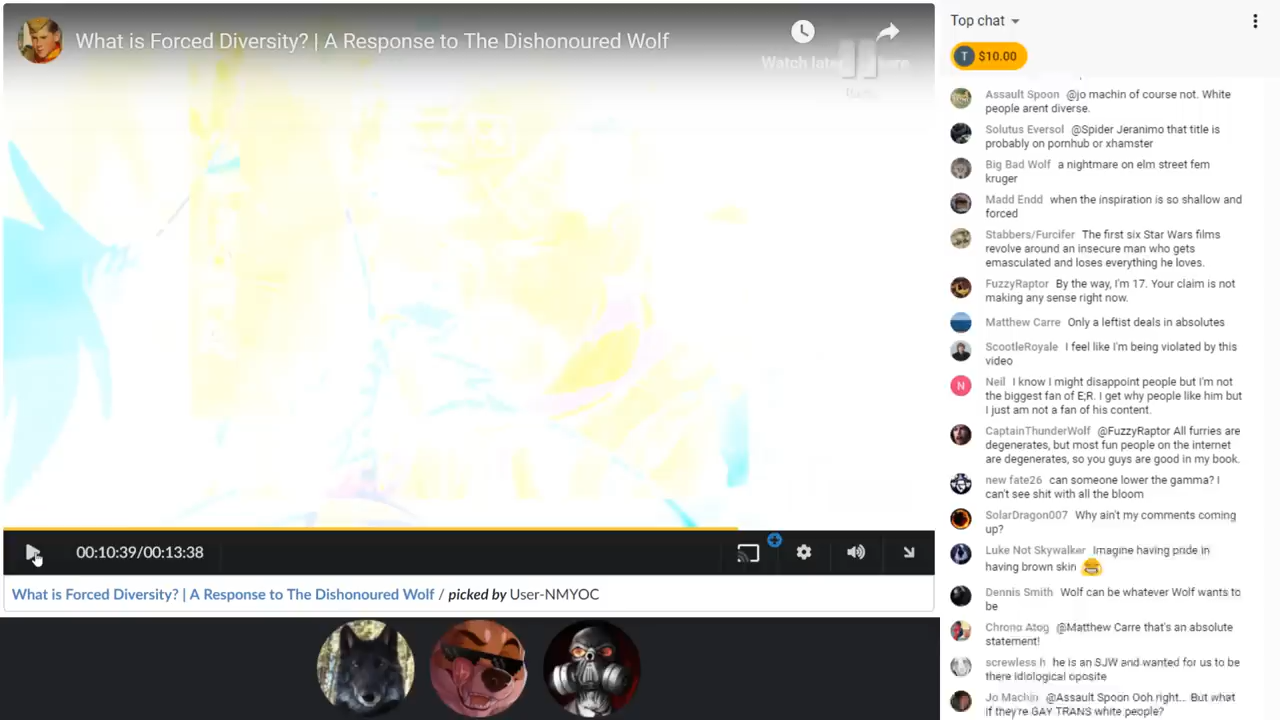 What is Forced Diversity? | A Response to The Dishonoured Wolf
Watch later
Top chat
T $10.00
Assault Spoon @jo machin of course not. White
people arent diverse.
Solutus Eversol @Spider Jeranimo that title is
probably on pornhub or xhamster
Big Bad Wolf a nightmare on elm street fem
kruger
Madd Endd when the inspiration is so shallow and
forced
Stabbers/Furcifer The first six Star Wars films
revolve around an insecure man who gets
emasculated and loses everything he loves.
FuzzyRaptor By the way, I'm 17. Your claim is not
making any sense right now.
Matthew Carre Only a leftist deals in absolutes
ScootleRoyale I feel like I'm being violated by this
video
N Neil I know I might disappoint people but I'm not
the biggest fan of E;R. I get why people like him but
I just am not a fan of his content.
CaptainThunderWolf @FuzzyRaptor All furries are
degenerates, but most fun people on the internet
are degenerates, so you guys are good in my book.
new fate26 can someone lower the gamma? I
can't see shit with all the bloom
SolarDragon007 Why ain't my comments coming
up?
Luke Not Skywalker Imagine having pride in
having brown skin
Dennis Smith Wolf can be whatever Wolf wants to
be
Chrono Atog @Matthew Carre that's an absolute
statement!
screwless h he is an SJW and wanted for us to be
there idiological oposite
Jo Machin @Assault Spoon Ooh right... But what
if they're GAY TRANS white people?
00:10:39/00:13:38
What is Forced Diversity? | A Response to The Dishonoured Wolf / picked by User-NMYOC